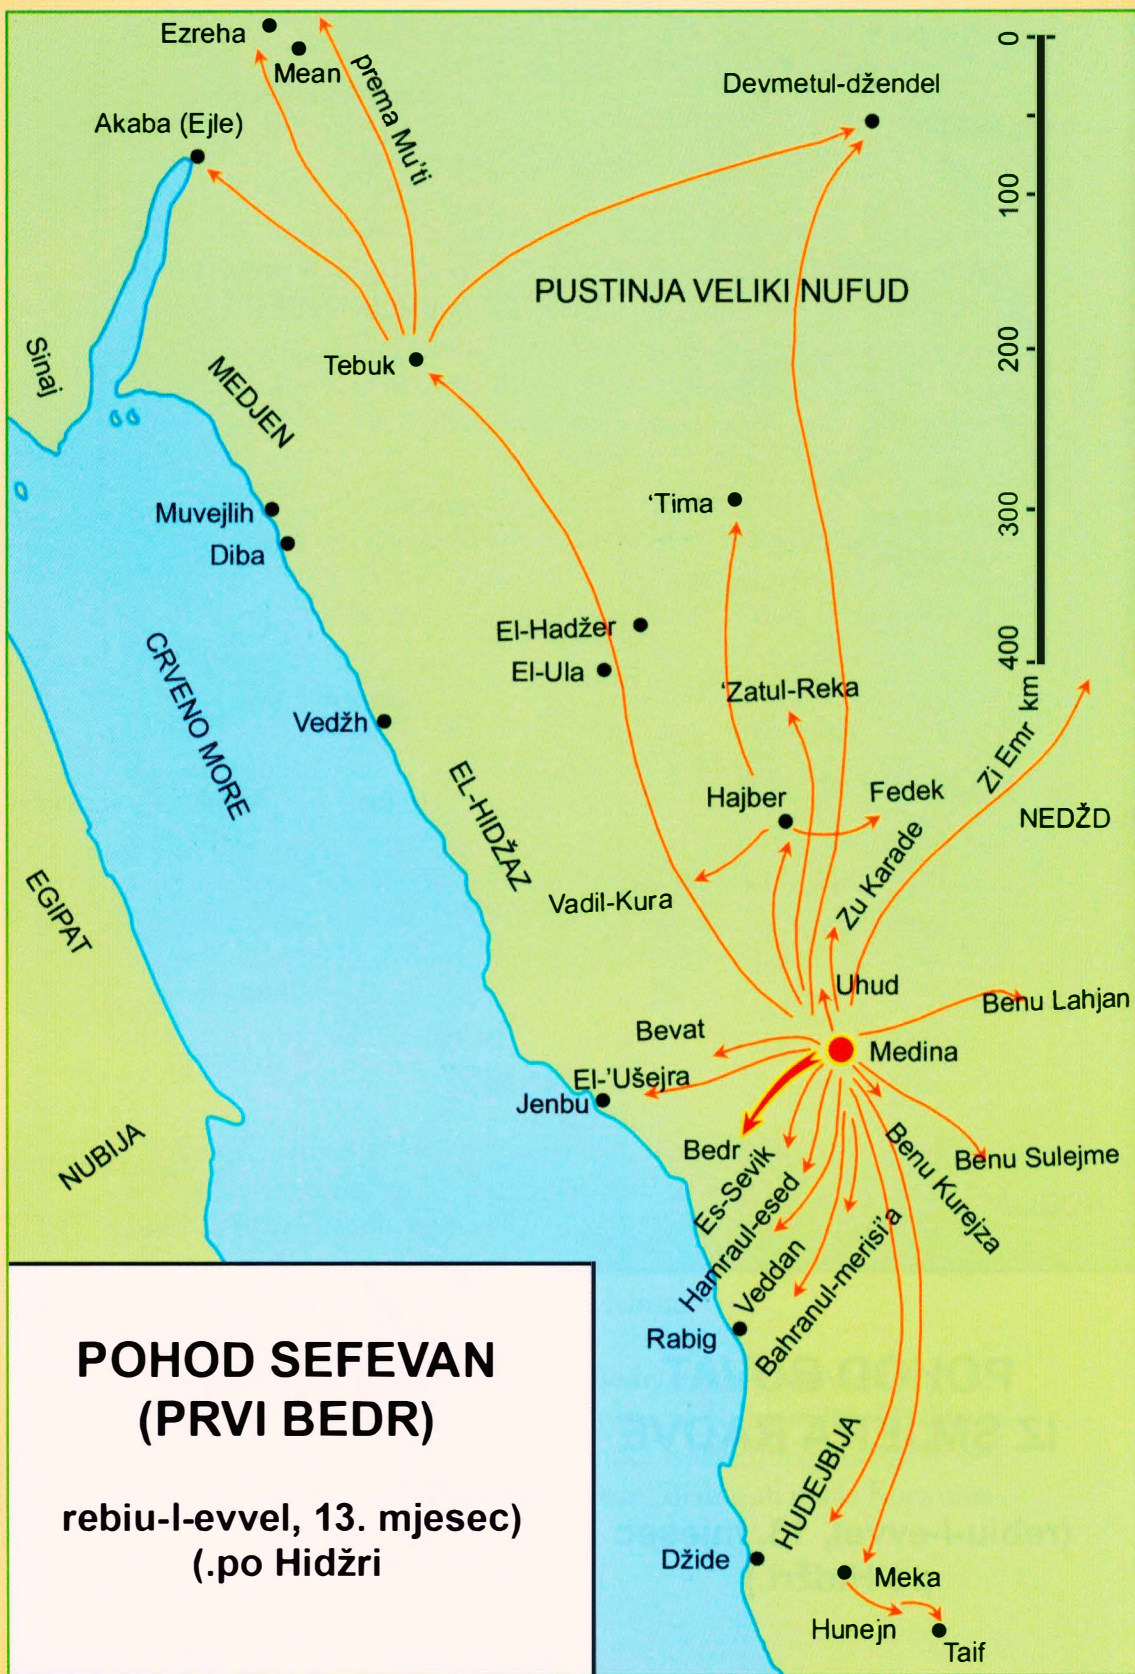 Ezreha
Mean
prema Mu'ti
Akaba (Ejle)
Devmetul-džendel
0
100
200
300
400
km
PUSTINJA VELIKI NUFUD
Tebuk
Sinaj
MEDJEN
Muvejlih
Diba
'Tima
El-Hadžer
El-Ula
'Zatul-Reka
CRVENO MORE
Vedžh
EL-HIDŽAZ
Hajber
Fedek
Zi Emr
NEDŽD
Zu Karade
Vadil-Kura
EGIPAT
Uhud
Benu Lahjan
Bevat
Medina
El-'Ušejra
Jenbu
NUBIJA
Bedr
Es-Sevik
Hamraul-esed
Veddan
Bahranul-merisi'a
Benu Kurejza
Benu Sulejme
Rabig
HUDEJBIJA
Džide
Meka
Hunejn
Taif
POHOD SEFEVAN
(PRVI BEDR)
rebiu-l-evvel, 13. mjesec)
(.po Hidžri